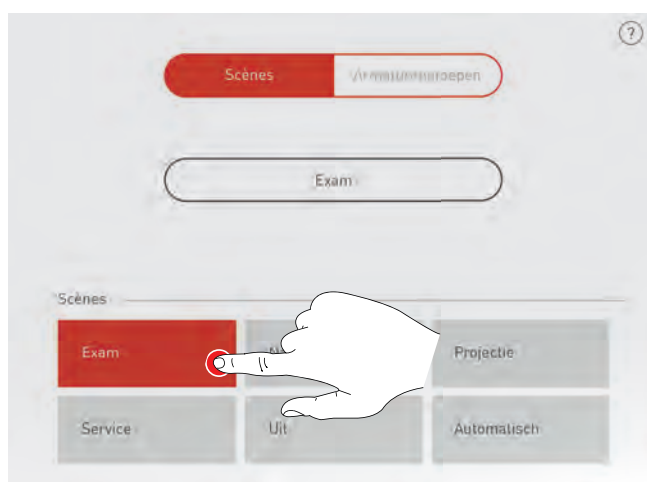 ?
Scènes
Exam
Scènes
Exam
Projectie
Service
Uit
Automatisch